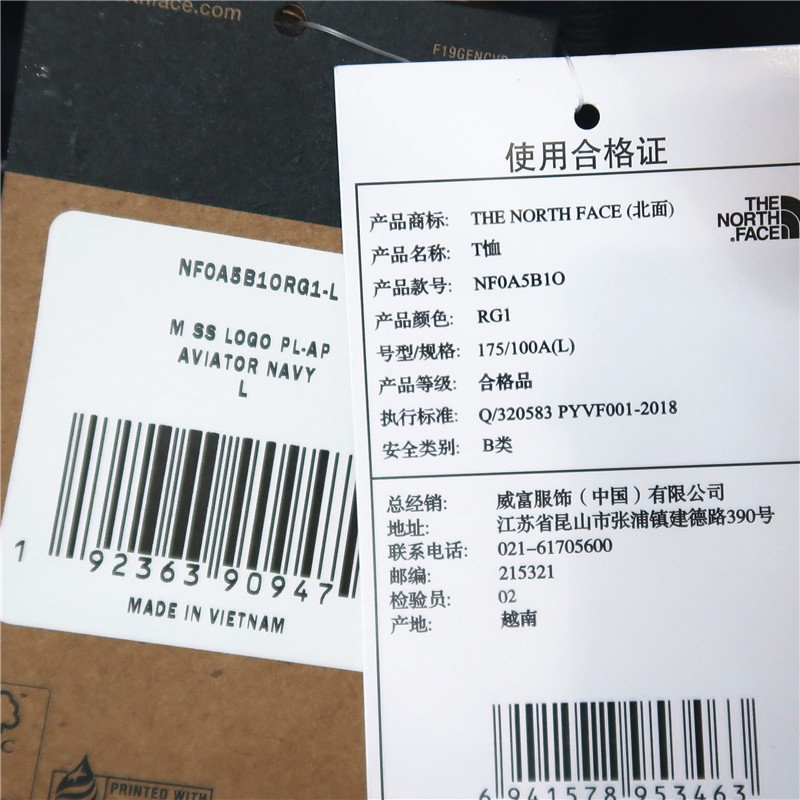 face.com
F19GENCV
NF0A5B1ORG1-L
M SS LOGO PL-AP
AVIATOR NAVY
L
1 92363 90947
MADE IN VIETNAM
PRINTED WITH
使用合格证
THE
NORTH
FACE
产品商标: THE NORTH FACE (北面)
产品名称: T恤
产品款号: NF0A5B1O
产品颜色: RG1
号型/规格: 175/100A(L)
产品等级: 合格品
执行标准: Q/320583 PYVF001-2018
安全类别: B类
总经销: 威富服饰（中国）有限公司
地址: 江苏省昆山市张浦镇建德路390号
联系电话: 021-61705600
邮编: 215321
检验员: 02
产地: 越南
6 941578 953463